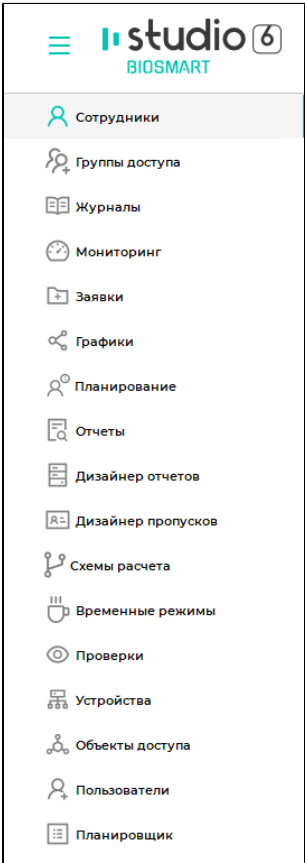 studio 6
BIOSMART
Сотрудники
Группы доступа
Журналы
Мониторинг
Заявки
Графики
Планирование
Отчеты
Дизайнер отчетов
Дизайнер пропусков
Схемы расчета
Временные режимы
Проверки
Устройства
Объекты доступа
Пользователи
Планировщик